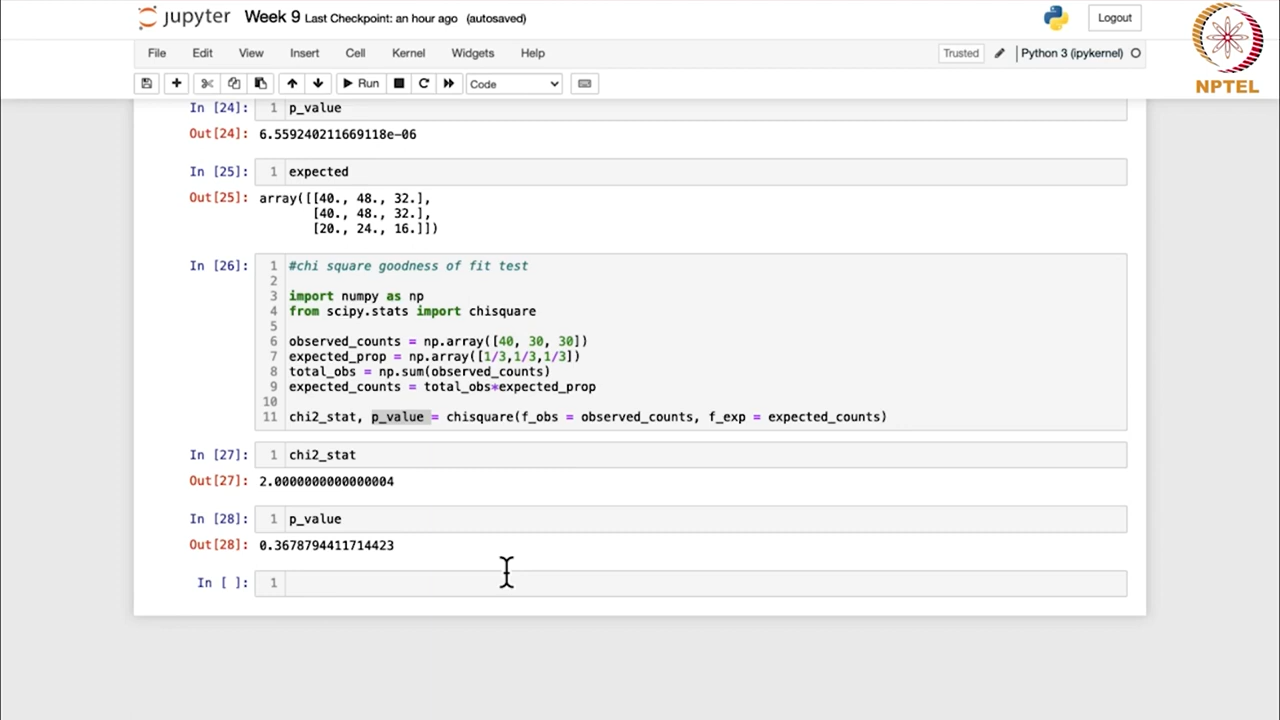 jupyter Week 9 Last Checkpoint: an hour ago (autosaved)
Logout
NPTEL
File Edit View Insert Cell Kernel Widgets Help
Trusted Python 3 (ipykernel)
Run Code
In [24]: 1 p_value
Out[24]: 6.559240211669118e-06
In [25]: 1 expected
Out[25]: array([[40., 48., 32.],
[40., 48., 32.],
[20., 24., 16.]])
In [26]: 1 #chi square goodness of fit test
2
3 import numpy as np
4 from scipy.stats import chisquare
5
6 observed_counts = np.array([40, 30, 30])
7 expected_prop = np.array([1/3,1/3,1/3])
8 total_obs = np.sum(observed_counts)
9 expected_counts = total_obs*expected_prop
10
11 chi2_stat, p_value = chisquare(f_obs = observed_counts, f_exp = expected_counts)
In [27]: 1 chi2_stat
Out[27]: 2.0000000000000004
In [28]: 1 p_value
Out[28]: 0.3678794411714423
In [ ]: 1